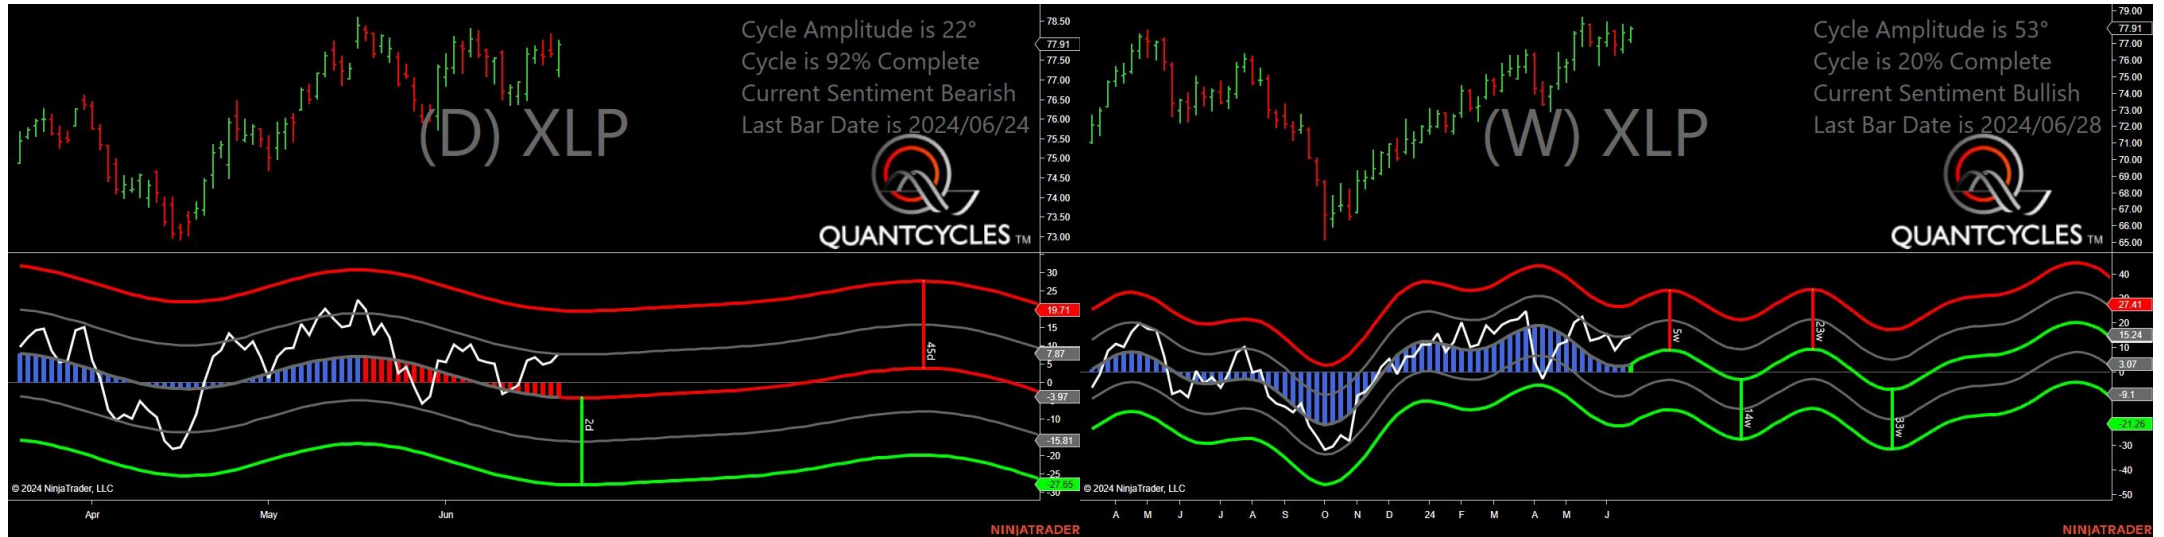 Cycle Amplitude is 22°
Cycle is 92% Complete
Current Sentiment Bearish
Last Bar Date is 2024/06/24
(D) XLP
QUANTCYCLES TM
78.50
77.91
77.50
77.00
76.50
76.00
75.50
75.00
74.50
74.00
73.50
73.00
30
25
19.71
15
10
7.87
5
0
-3.97
-10
-15.81
-20
-25
-27.65
-30
45d
2d
© 2024 NinjaTrader, LLC
Apr May Jun
NINJATRADER
Cycle Amplitude is 53°
Cycle is 20% Complete
Current Sentiment Bullish
Last Bar Date is 2024/06/28
(W) XLP
QUANTCYCLES TM
79.00
77.91
77.00
76.00
75.00
74.00
73.00
72.00
71.00
70.00
69.00
68.00
67.00
66.00
65.00
40
27.41
20
15.24
10
3.07
0
-9.1
-21.26
-30
-40
-50
5w
23w
14w
33w
© 2024 NinjaTrader, LLC
A M J J A S O N D 24 F M A M J
NINJATRADER